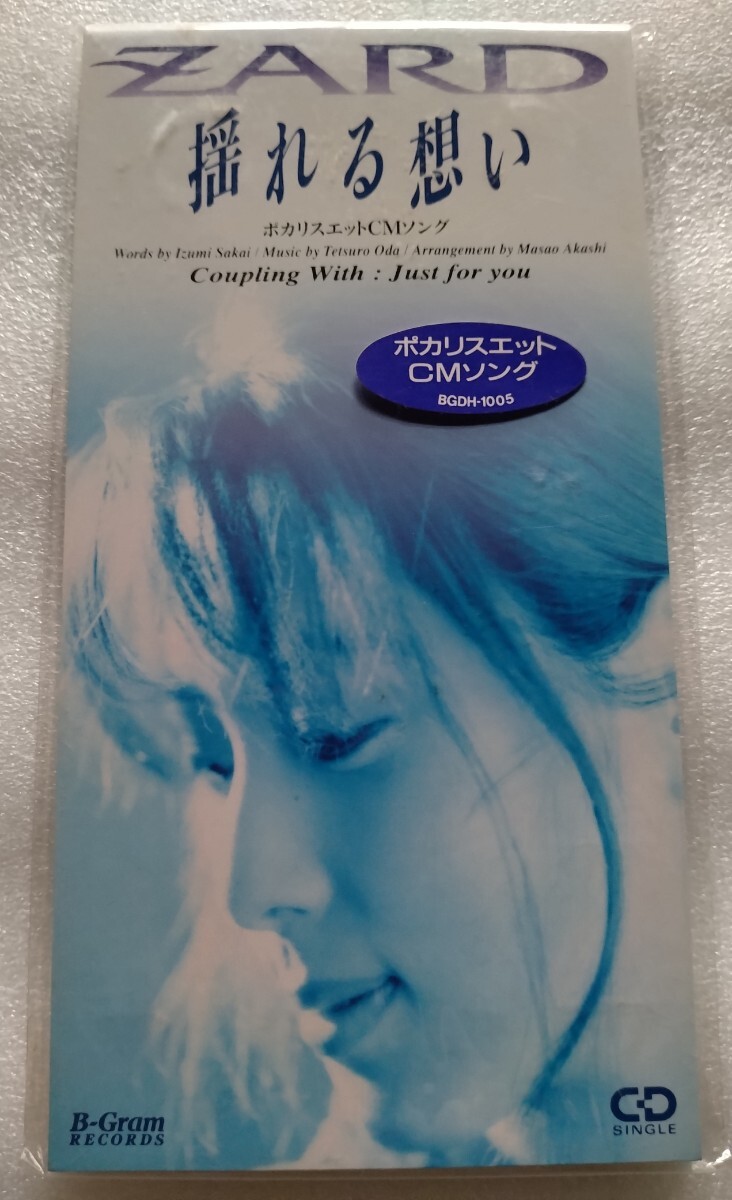 ZARD
揺れる想い
ポカリスエットCMソング
Words by Izumi Sakai / Music by Tetsuro Oda / Arrangement by Masao Akashi
Coupling With : Just for you
ポカリスエット
CMソング
BGDH-1005
B-Gram
RECORDS
CD
SINGLE